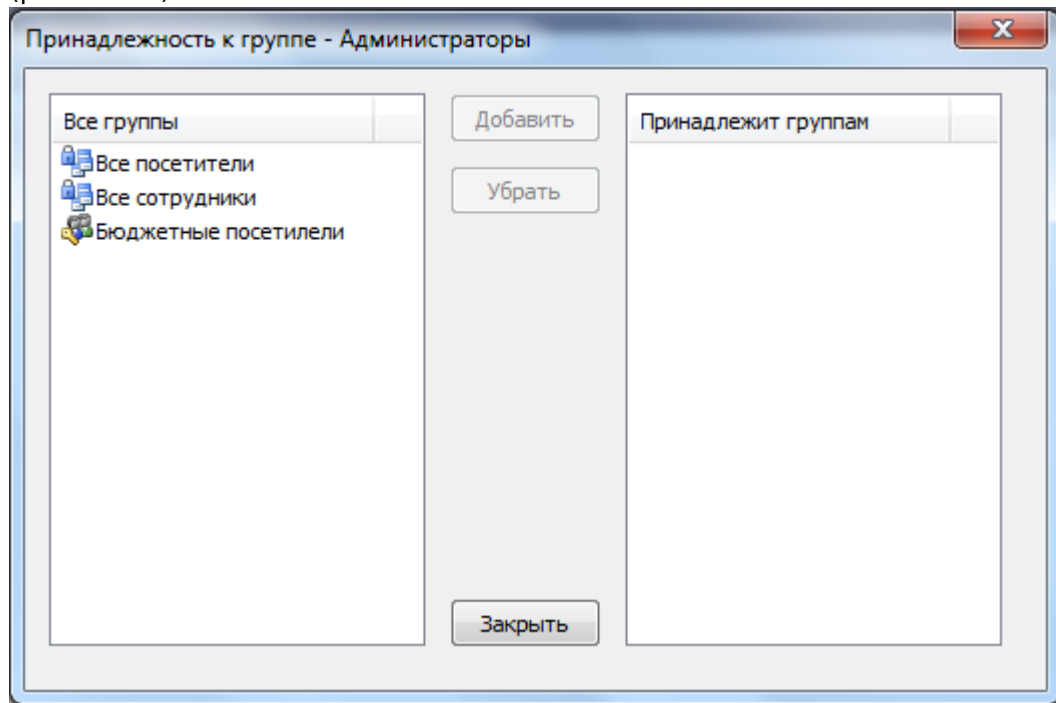 Принадлежность к группе - Администраторы
Все группы
Все посетители
Все сотрудники
Бюджетные посетилели
Добавить
Убрать
Закрыть
Принадлежит группам